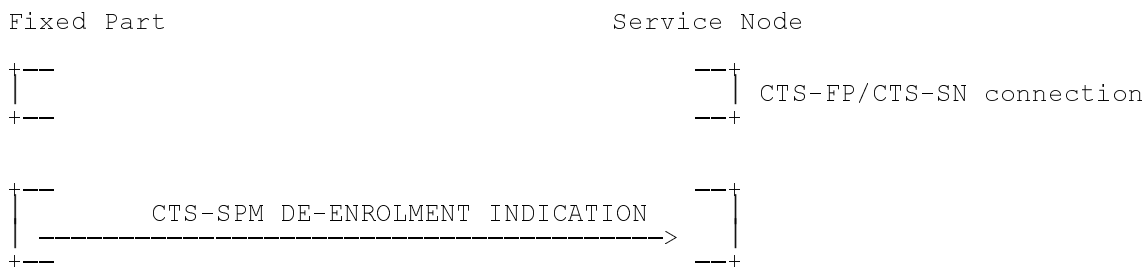 Fixed Part Service Node
CTS-FP/CTS-SN connection
CTS-SPM DE-ENROLMENT INDICATION